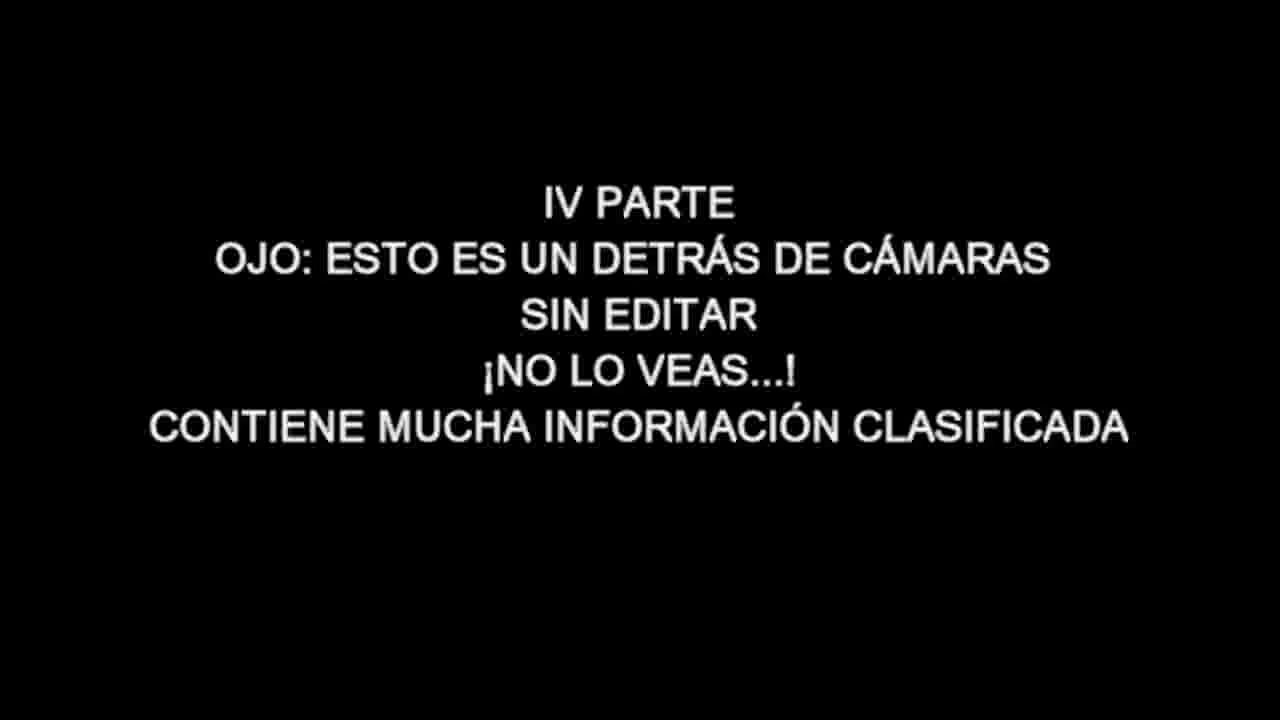 IV PARTE
OJO: ESTO ES UN DETRÁS DE CÁMARAS
SIN EDITAR
¡NO LO VEAS...!
CONTIENE MUCHA INFORMACIÓN CLASIFICADA